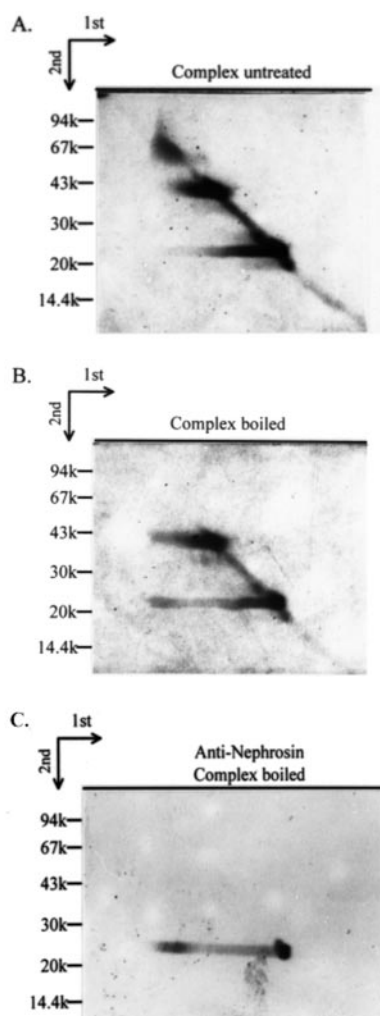 A.
1st
2nd
Complex untreated
94k
67k
43k
30k
20k
14.4k
B.
1st
2nd
Complex boiled
94k
67k
43k
30k
20k
14.4k
C.
1st
2nd
Anti-Nephrosin
Complex boiled
94k
67k
43k
30k
20k
14.4k